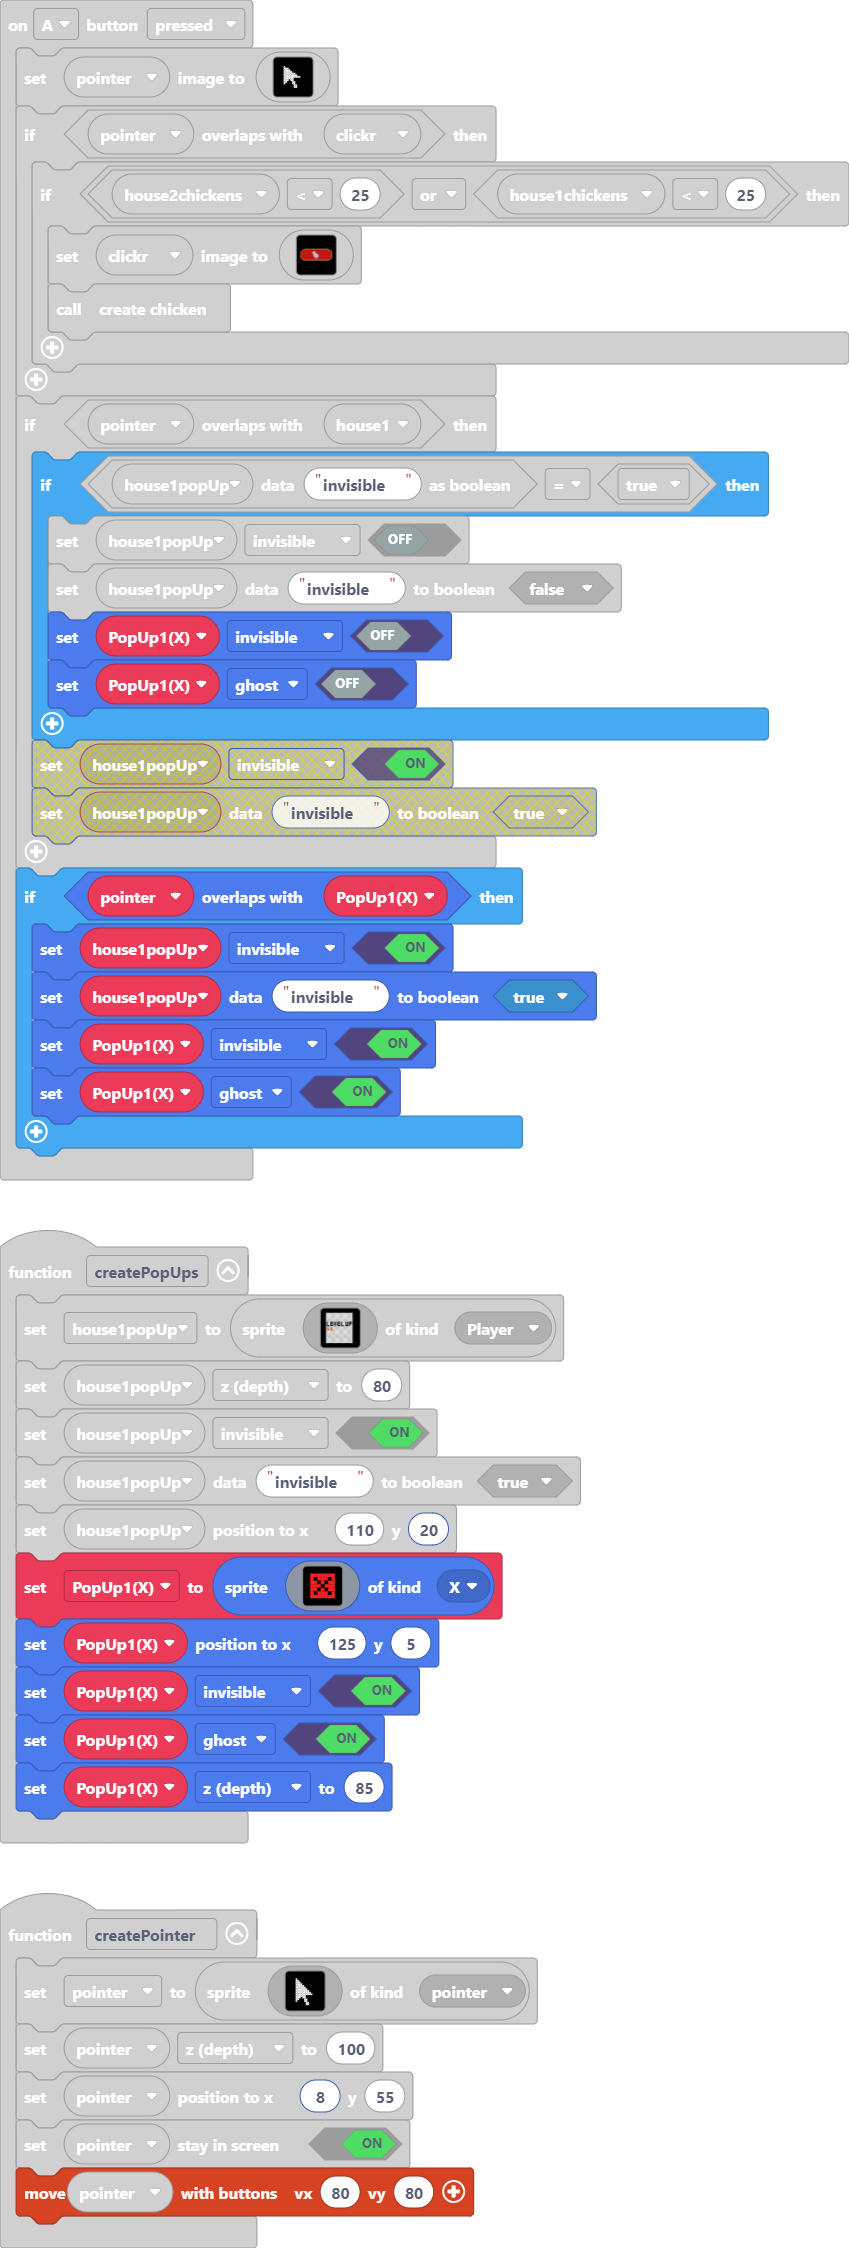 on A button pressed
set pointer image to
if pointer overlaps with clickr then
if house2chickens < 25 or house1chickens < 25 then
set clickr image to
call create chicken
if pointer overlaps with house1 then
if house1popUp data "invisible" as boolean = true then
set house1popUp invisible OFF
set house1popUp data "invisible" to boolean false
set PopUp1(X) invisible OFF
set PopUp1(X) ghost OFF
set house1popUp invisible ON
set house1popUp data "invisible" to boolean true
if pointer overlaps with PopUp1(X) then
set house1popUp invisible ON
set house1popUp data "invisible" to boolean true
set PopUp1(X) invisible ON
set PopUp1(X) ghost ON
function createPopUps
set house1popUp to sprite LEVEL UP of kind Player
set house1popUp z (depth) to 80
set house1popUp invisible ON
set house1popUp data "invisible" to boolean true
set house1popUp position to x 110 y 20
set PopUp1(X) to sprite of kind X
set PopUp1(X) position to x 125 y 5
set PopUp1(X) invisible ON
set PopUp1(X) ghost ON
set PopUp1(X) z (depth) to 85
function createPointer
set pointer to sprite of kind pointer
set pointer z (depth) to 100
set pointer position to x 8 y 55
set pointer stay in screen ON
move pointer with buttons vx 80 vy 80